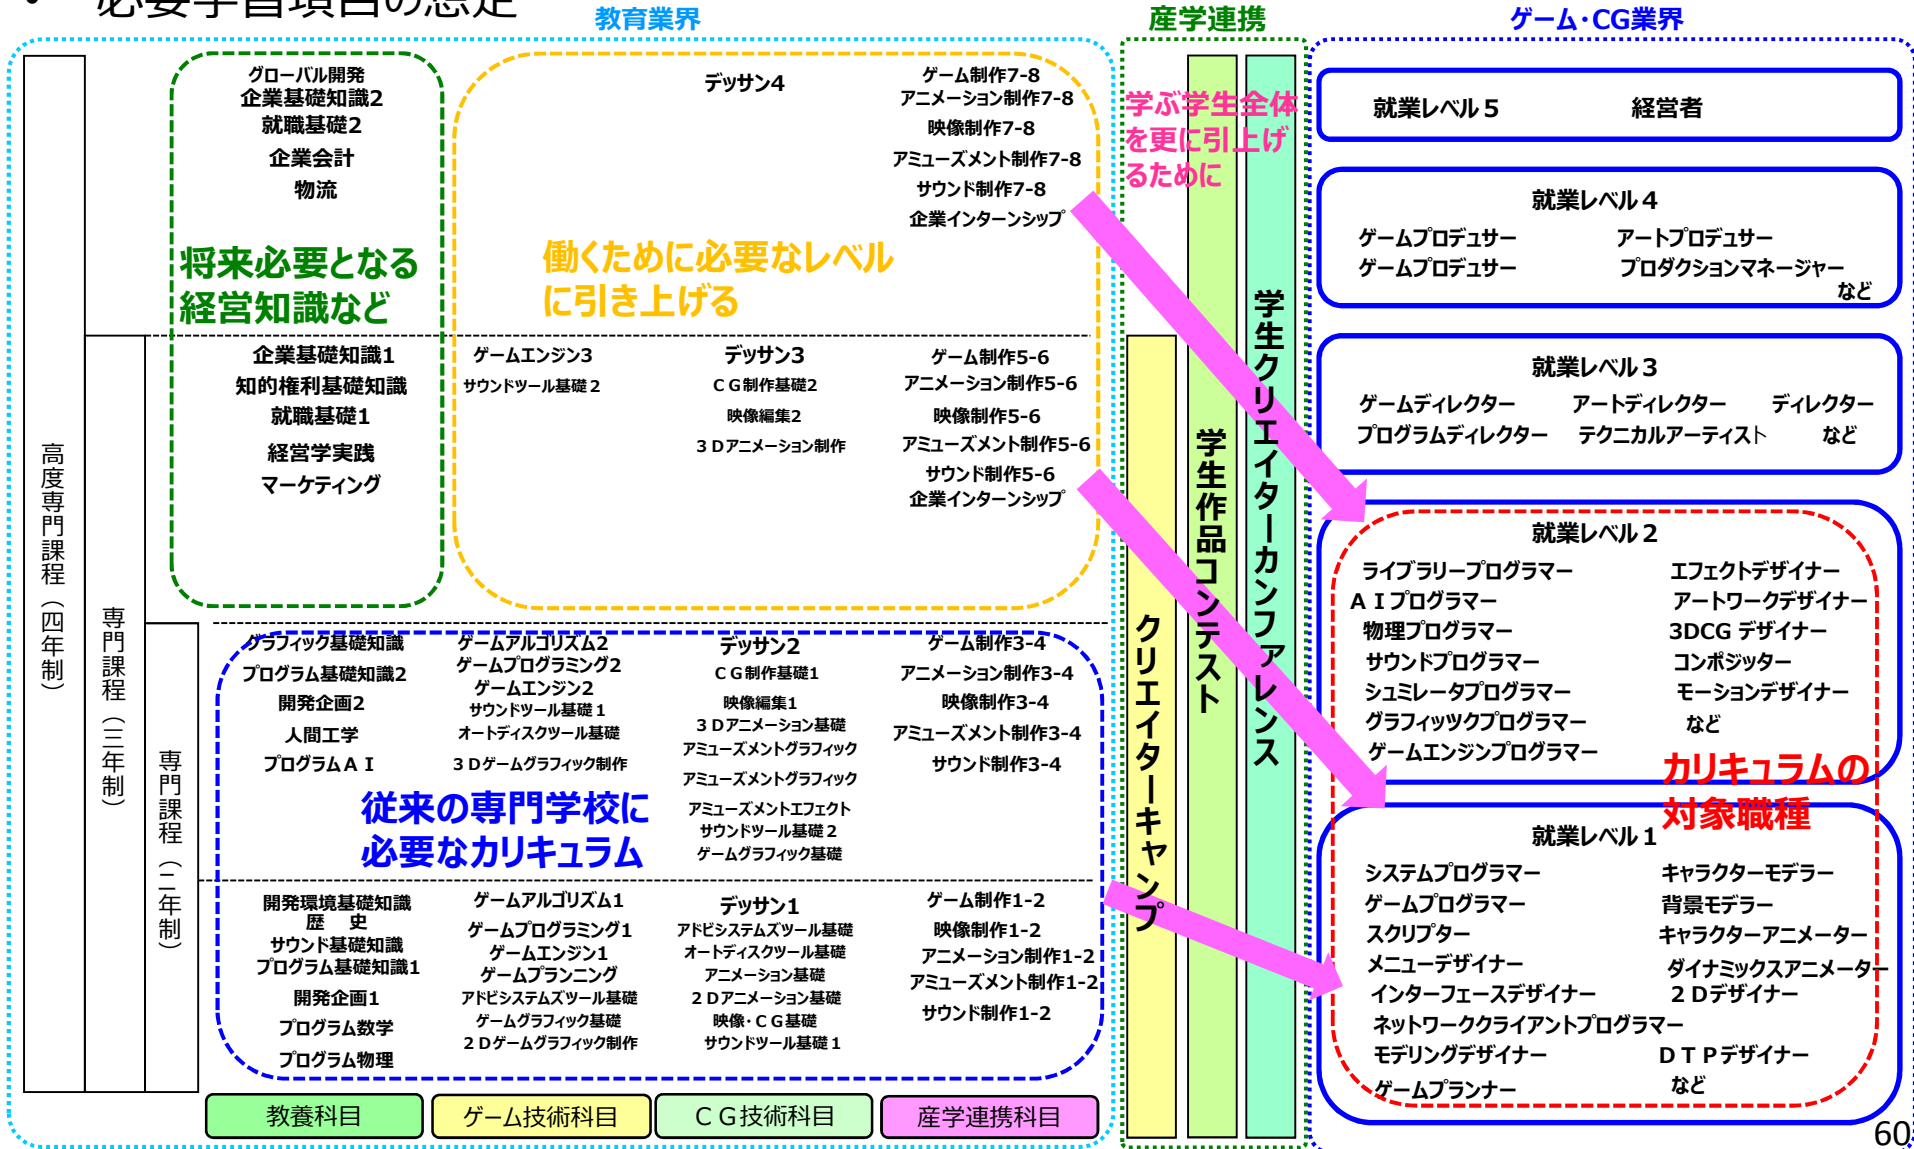 • 必要学習項目の想定
教育業界
産学連携
ゲーム・CG業界
高度専門課程（四年制）
専門課程（三年制）
専門課程（二年制）
グローバル開発
企業基礎知識2
就職基礎2
企業会計
物流
将来必要となる
経営知識など
デッサン4
ゲーム制作7-8
アニメーション制作7-8
映像制作7-8
アミューズメント制作7-8
サウンド制作7-8
企業インターンシップ
働くために必要なレベル
に引き上げる
企業基礎知識1
知的権利基礎知識
就職基礎1
経営学実践
マーケティング
ゲームエンジン3
サウンドツール基礎２
デッサン3
ＣＧ制作基礎2
映像編集2
３Ｄアニメーション制作
ゲーム制作5-6
アニメーション制作5-6
映像制作5-6
アミューズメント制作5-6
サウンド制作5-6
企業インターンシップ
グラフィック基礎知識
プログラム基礎知識2
開発企画2
人間工学
プログラムＡＩ
ゲームアルゴリズム2
ゲームプログラミング2
ゲームエンジン2
サウンドツール基礎１
オートディスクツール基礎
３Ｄゲームグラフィック制作
デッサン2
ＣＧ制作基礎1
映像編集1
３Ｄアニメーション基礎
アミューズメントグラフィック
アミューズメントグラフィック
アミューズメントエフェクト
サウンドツール基礎２
ゲームグラフィック基礎
ゲーム制作3-4
アニメーション制作3-4
映像制作3-4
アミューズメント制作3-4
サウンド制作3-4
従来の専門学校に
必要なカリキュラム
開発環境基礎知識
歴　史
サウンド基礎知識
プログラム基礎知識1
開発企画1
プログラム数学
プログラム物理
ゲームアルゴリズム1
ゲームプログラミング1
ゲームエンジン1
ゲームプランニング
アドビシステムズツール基礎
ゲームグラフィック基礎
２Ｄゲームグラフィック制作
デッサン1
アドビシステムズツール基礎
オートディスクツール基礎
アニメーション基礎
２Ｄアニメーション基礎
映像・ＣＧ基礎
サウンドツール基礎１
ゲーム制作1-2
映像制作1-2
アニメーション制作1-2
アミューズメント制作1-2
サウンド制作1-2
教養科目
ゲーム技術科目
ＣＧ技術科目
産学連携科目
学ぶ学生全体
を更に引上げ
るために
クリエイターキャンプ
学生作品コンテスト
学生クリエイターカンファレンス
就業レベル５　経営者
就業レベル４
ゲームプロデュサー　アートプロデュサー
ゲームプロデュサー　プロダクションマネージャー
など
就業レベル３
ゲームディレクター　アートディレクター　ディレクター
プログラムディレクター　テクニカルアーティスト　など
就業レベル２
ライブラリープログラマー　エフェクトデザイナー
ＡＩプログラマー　アートワークデザイナー
物理プログラマー　3DCG デザイナー
サウンドプログラマー　コンポジッター
シュミレータプログラマー　モーションデザイナー
グラフィッツクプログラマー　など
ゲームエンジンプログラマー
カリキュラムの
対象職種
就業レベル１
システムプログラマー　キャラクターモデラー
ゲームプログラマー　背景モデラー
スクリプター　キャラクターアニメーター
メニューデザイナー　ダイナミックスアニメーター
インターフェースデザイナー　２Ｄデザイナー
ネットワーククライアントプログラマー
モデリングデザイナー　ＤＴＰデザイナー
ゲームプランナー　など
60